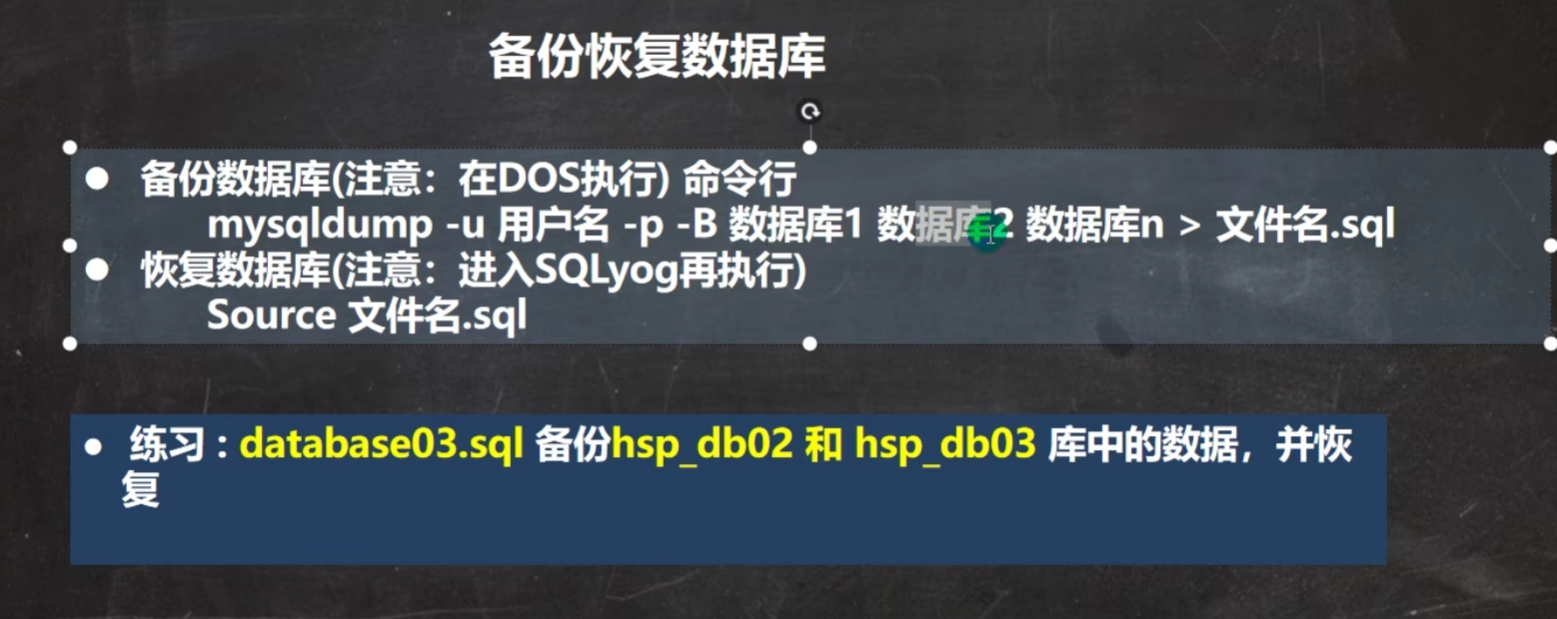 备份恢复数据库
● 备份数据库(注意：在DOS执行) 命令行
mysqldump -u 用户名 -p -B 数据库1 数据库2 数据库n > 文件名.sql
● 恢复数据库(注意：进入SQLyog再执行)
Source 文件名.sql
● 练习 : database03.sql 备份hsp_db02 和 hsp_db03 库中的数据，并恢
复